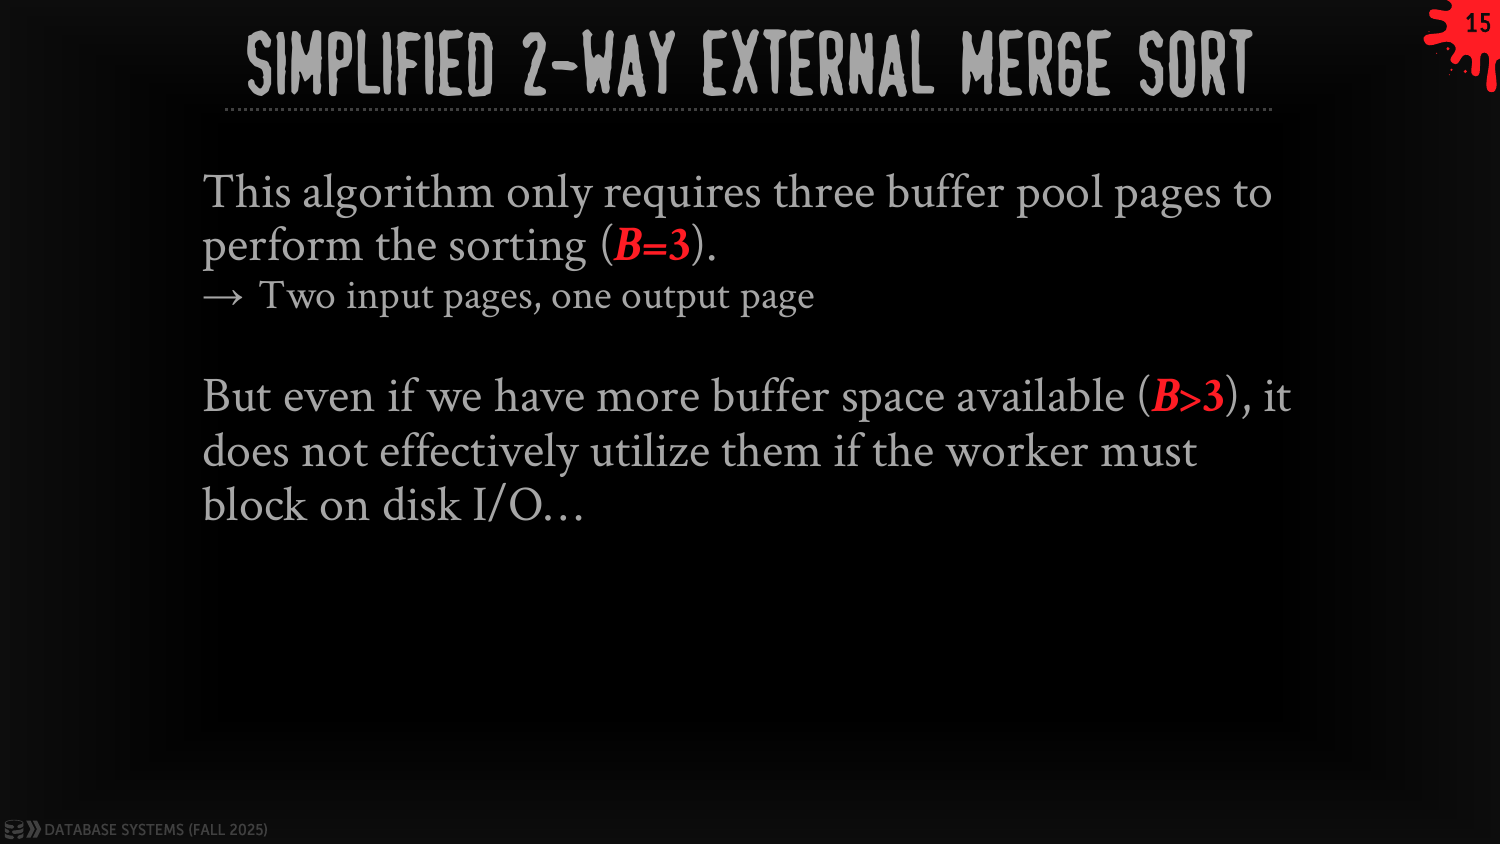 SIMPLIFIED 2-WAY EXTERNAL MERGE SORT
15
This algorithm only requires three buffer pool pages to
perform the sorting (B=3).
→ Two input pages, one output page
But even if we have more buffer space available (B>3), it
does not effectively utilize them if the worker must
block on disk I/O…
DATABASE SYSTEMS (FALL 2025)